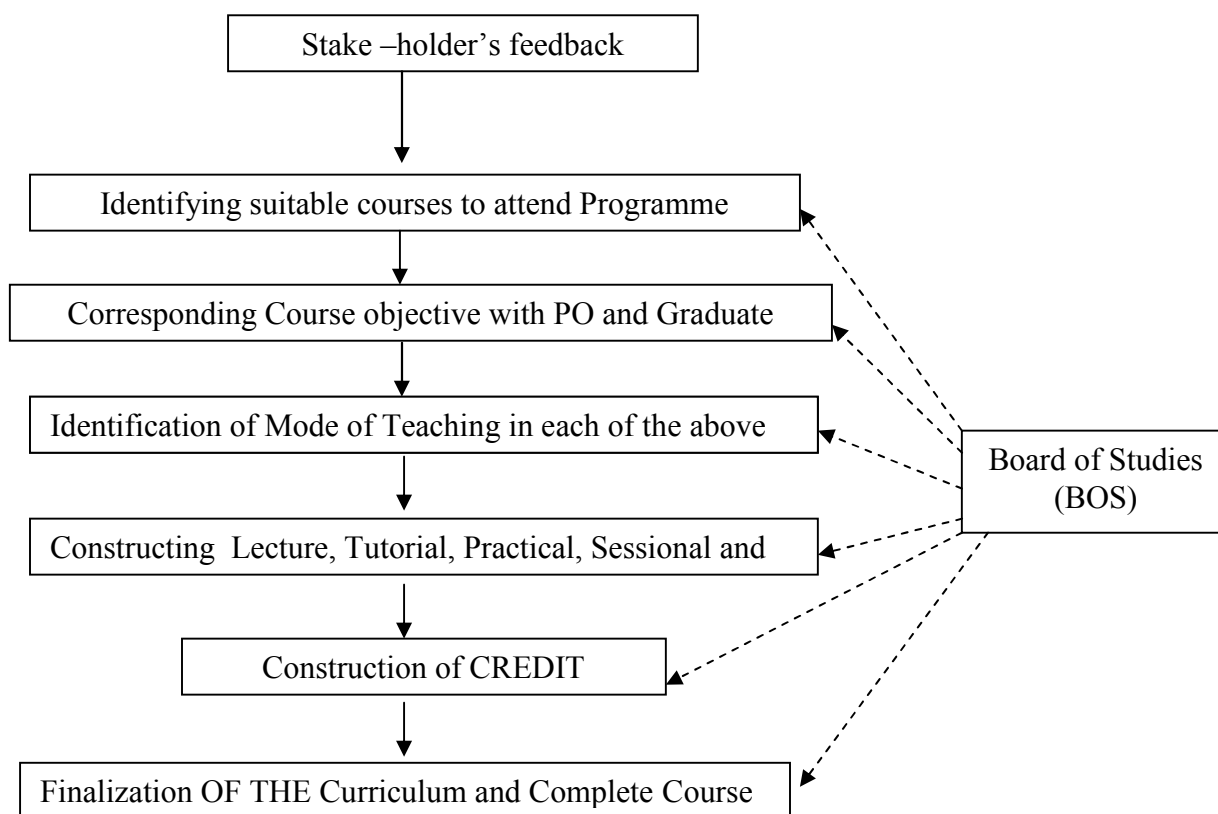 Stake –holder’s feedback
Identifying suitable courses to attend Programme
Corresponding Course objective with PO and Graduate
Identification of Mode of Teaching in each of the above
Board of Studies
(BOS)
Constructing Lecture, Tutorial, Practical, Sessional and
Construction of CREDIT
Finalization OF THE Curriculum and Complete Course